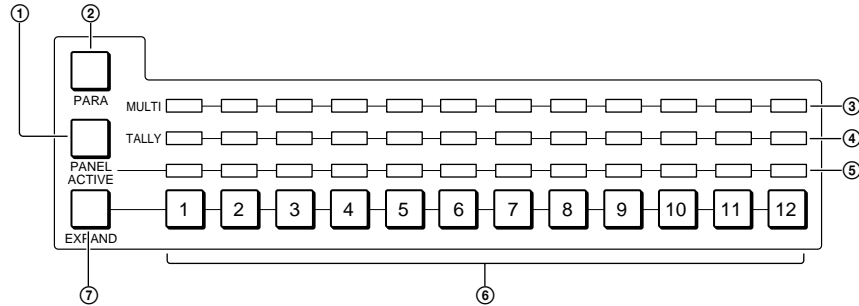 ① ②
PARA
MULTI ③
TALLY ④
PANEL
ACTIVE ⑤
1 2 3 4 5 6 7 8 9 10 11 12
EXPAND
⑦ ⑥